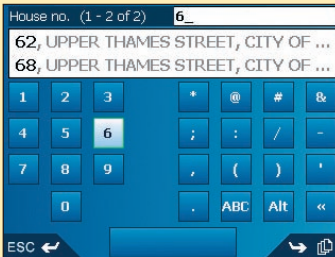 House no. (1 - 2 of 2) 6_
62, UPPER THAMES STREET, CITY OF ...
68, UPPER THAMES STREET, CITY OF ...
1 2 3 * @ # &
4 5 6 ; : / -
7 8 9 , ( ) '
0 . ABC Alt «
ESC